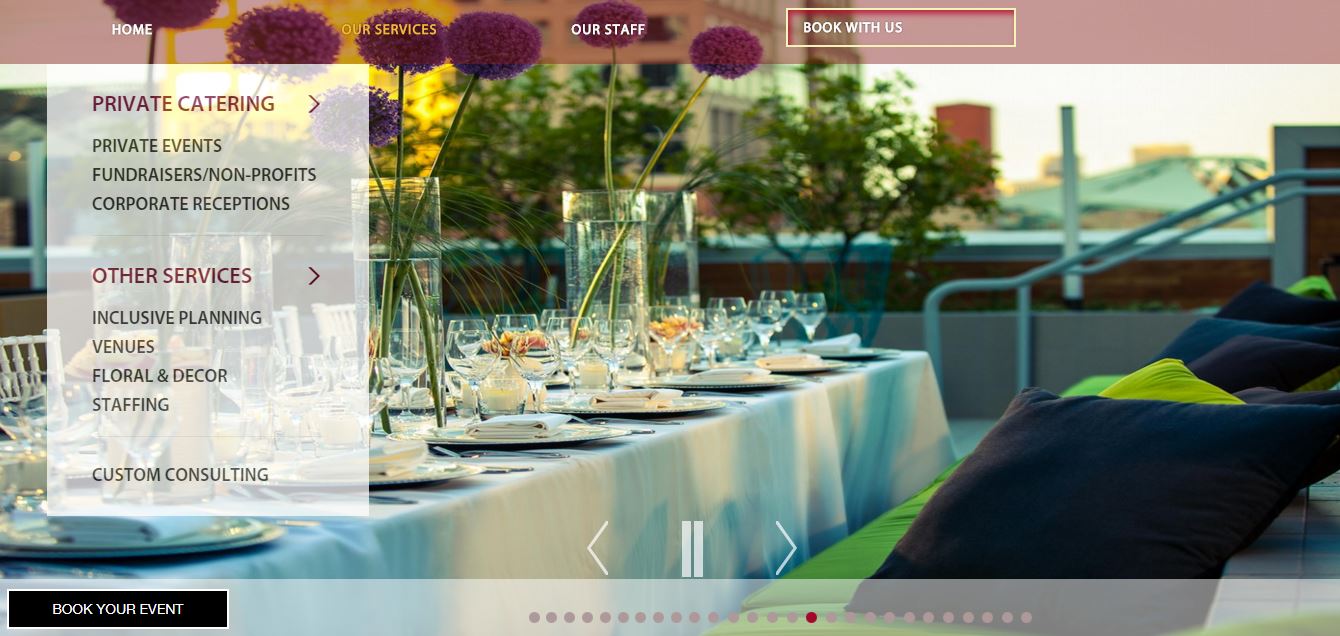 HOME
OUR SERVICES
OUR STAFF
BOOK WITH US
PRIVATE CATERING
PRIVATE EVENTS
FUNDRAISERS/NON-PROFITS
CORPORATE RECEPTIONS
OTHER SERVICES
INCLUSIVE PLANNING
VENUES
FLORAL & DECOR
STAFFING
CUSTOM CONSULTING
BOOK YOUR EVENT